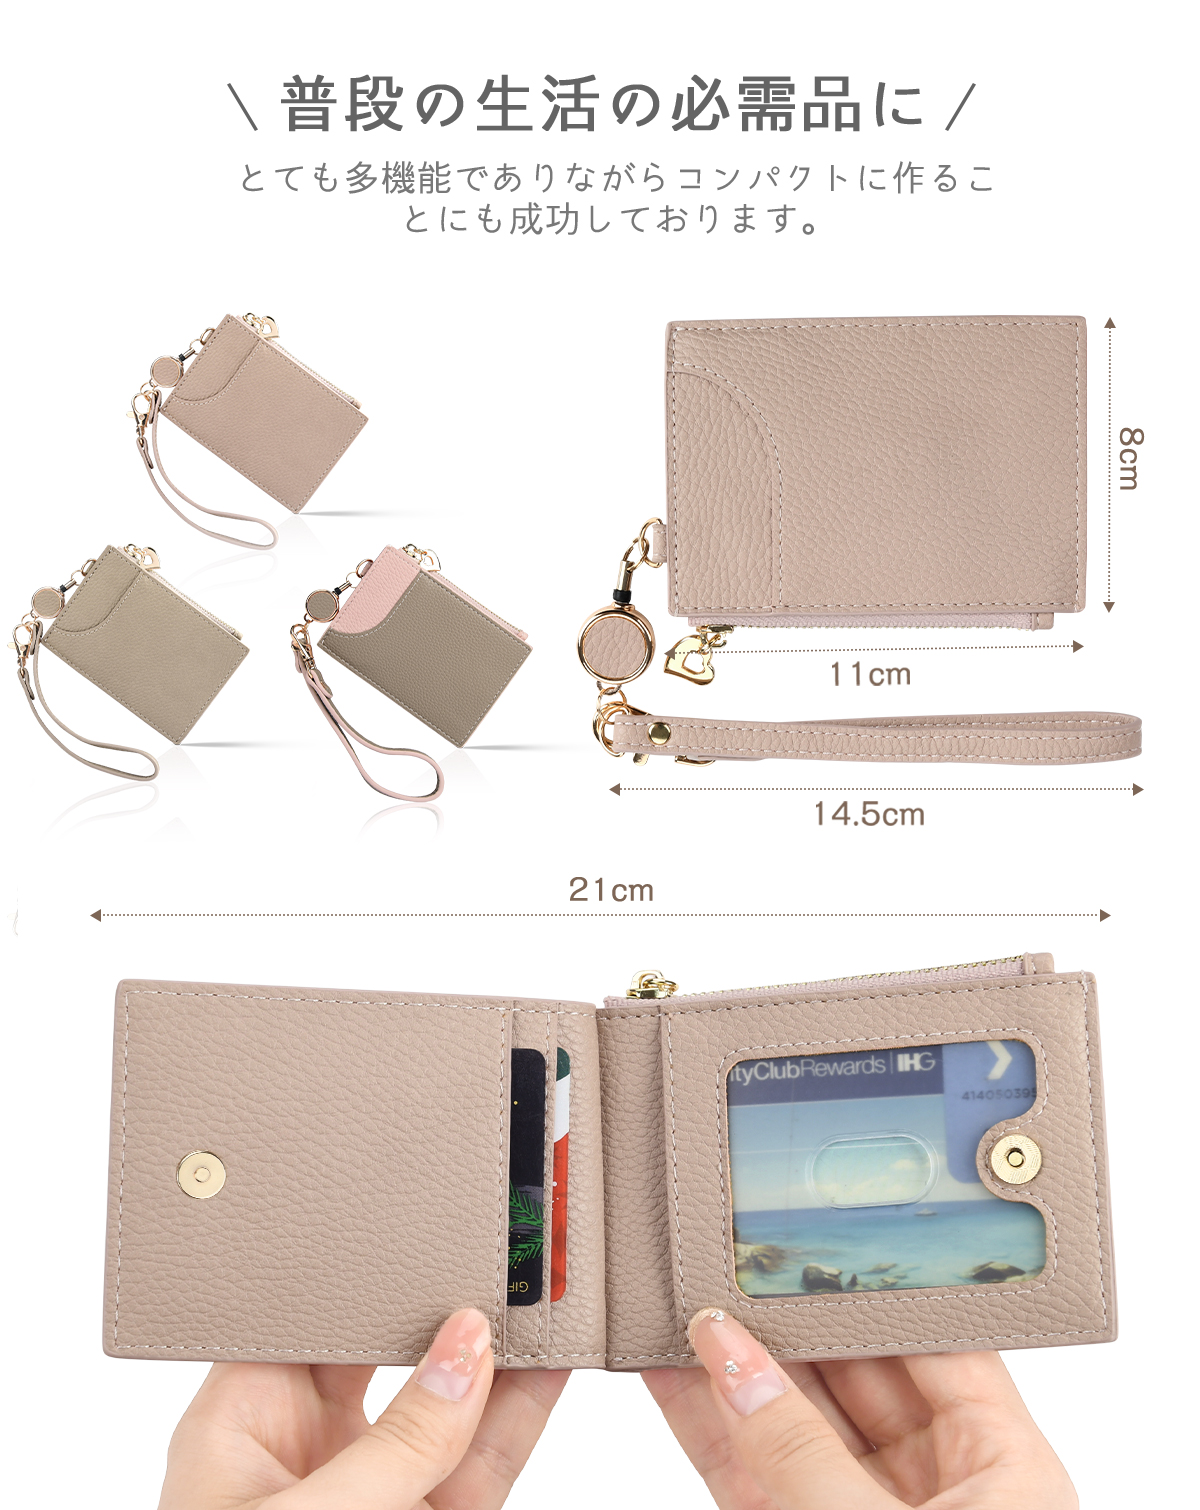 \ 普段の生活の必需品に /
とても多機能でありながらコンパクトに作るこ
とにも成功しております。
8cm
11cm
14.5cm
21cm
ityClubRewards | IHG
414050395
GIF